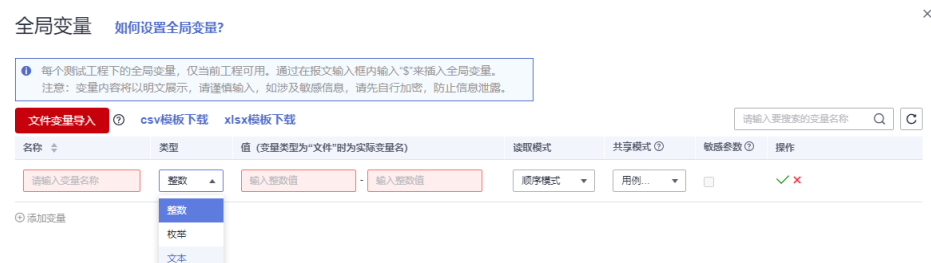 全局变量 如何设置全局变量?
每个测试工程下的全局变量，仅当前工程可用。通过在报文输入框内输入“$”来插入全局变量。
注意：变量内容将以明文展示，请谨慎输入，如涉及敏感信息，请先自行加密，防止信息泄露。
文件变量导入 csv模板下载 xlsx模板下载 请输入要搜索的变量名称
名称 类型 值（变量类型为“文件”时为实际变量名） 读取模式 共享模式 敏感参数 操作
请输入变量名称 整数 输入整数值 - 输入整数值 顺序模式 用例...
添加变量
整数
枚举
文本